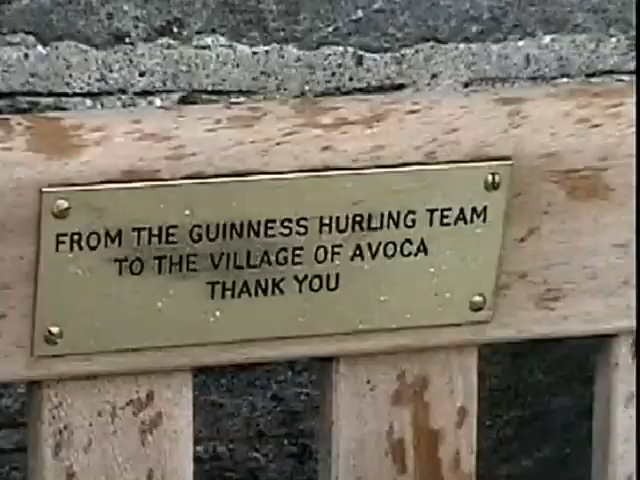 FROM THE GUINNESS HURLING TEAM
TO THE VILLAGE OF AVOCA
THANK YOU